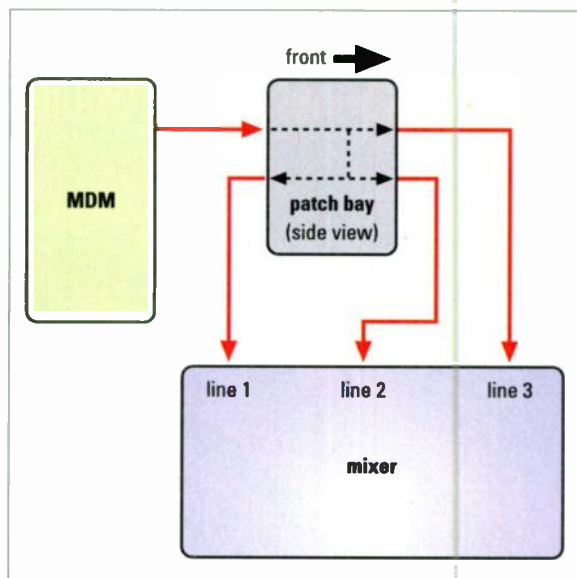 front
MDM
patch bay
(side view)
line 1
line 2
line 3
mixer